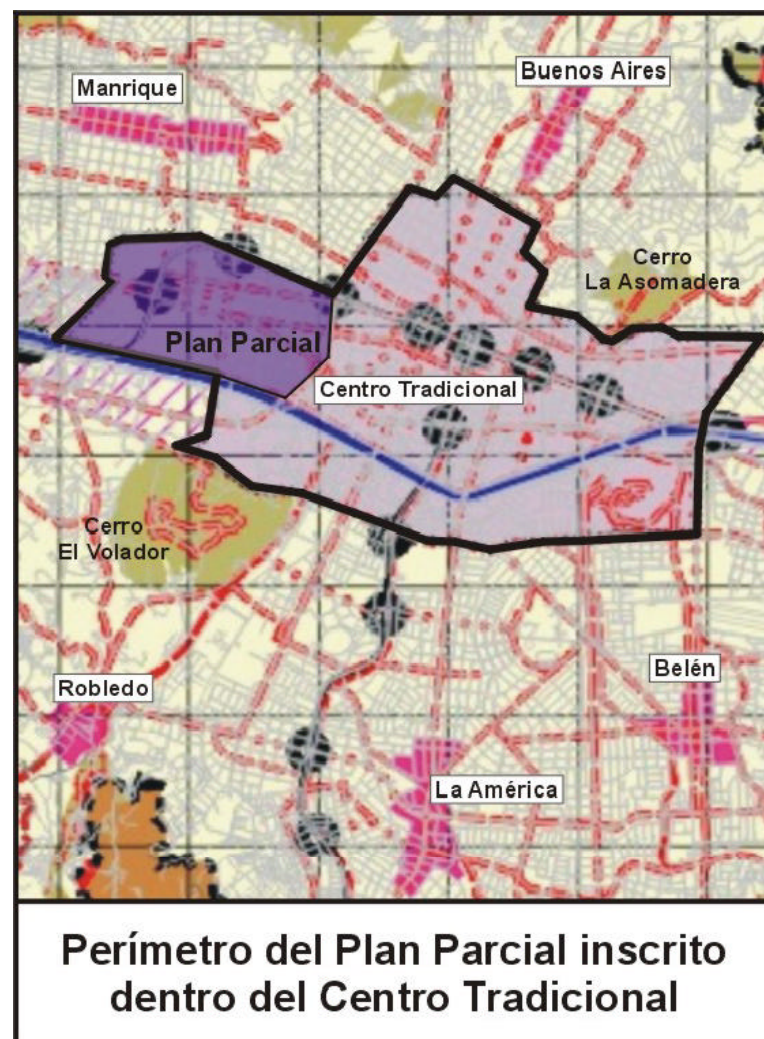 Buenos Aires
Manrique
Cerro
La Asomadera
Plan Parcial
Centro Tradicional
Cerro
El Volador
Robledo
Belén
La América
Perímetro del Plan Parcial inscrito
dentro del Centro Tradicional